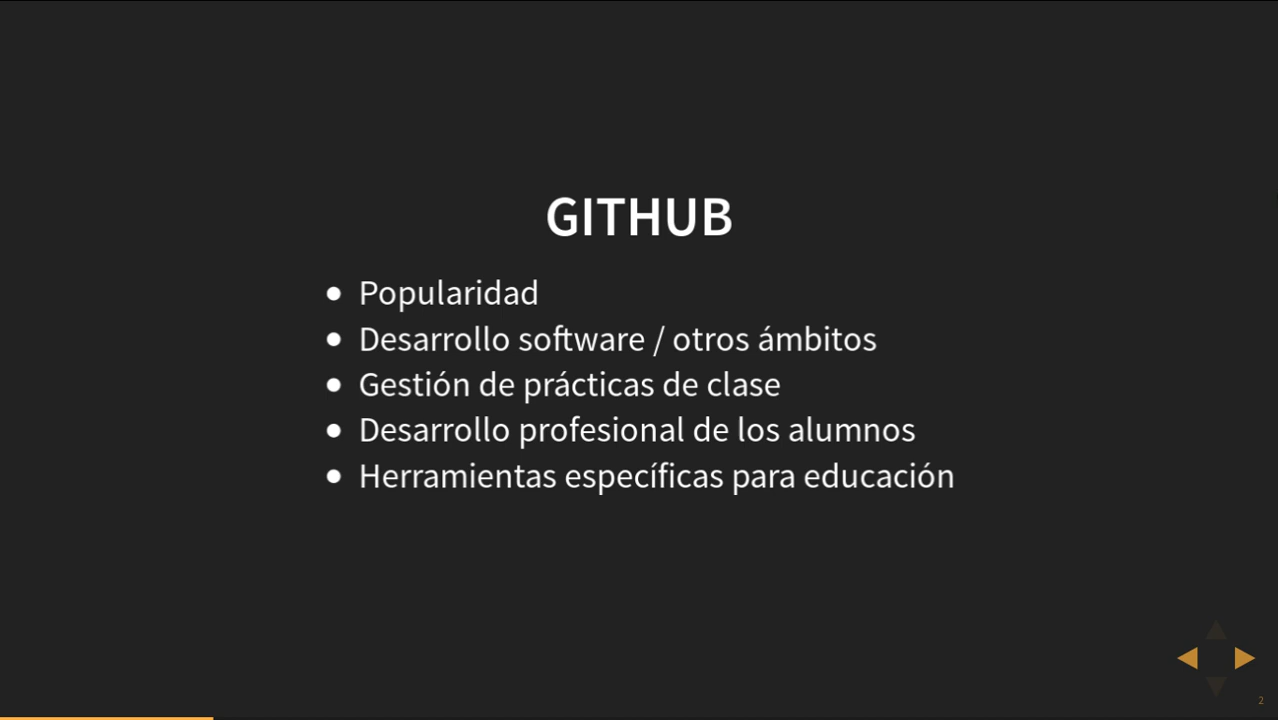 GITHUB
Popularidad
Desarrollo software / otros ámbitos
Gestión de prácticas de clase
Desarrollo profesional de los alumnos
Herramientas específicas para educación
2